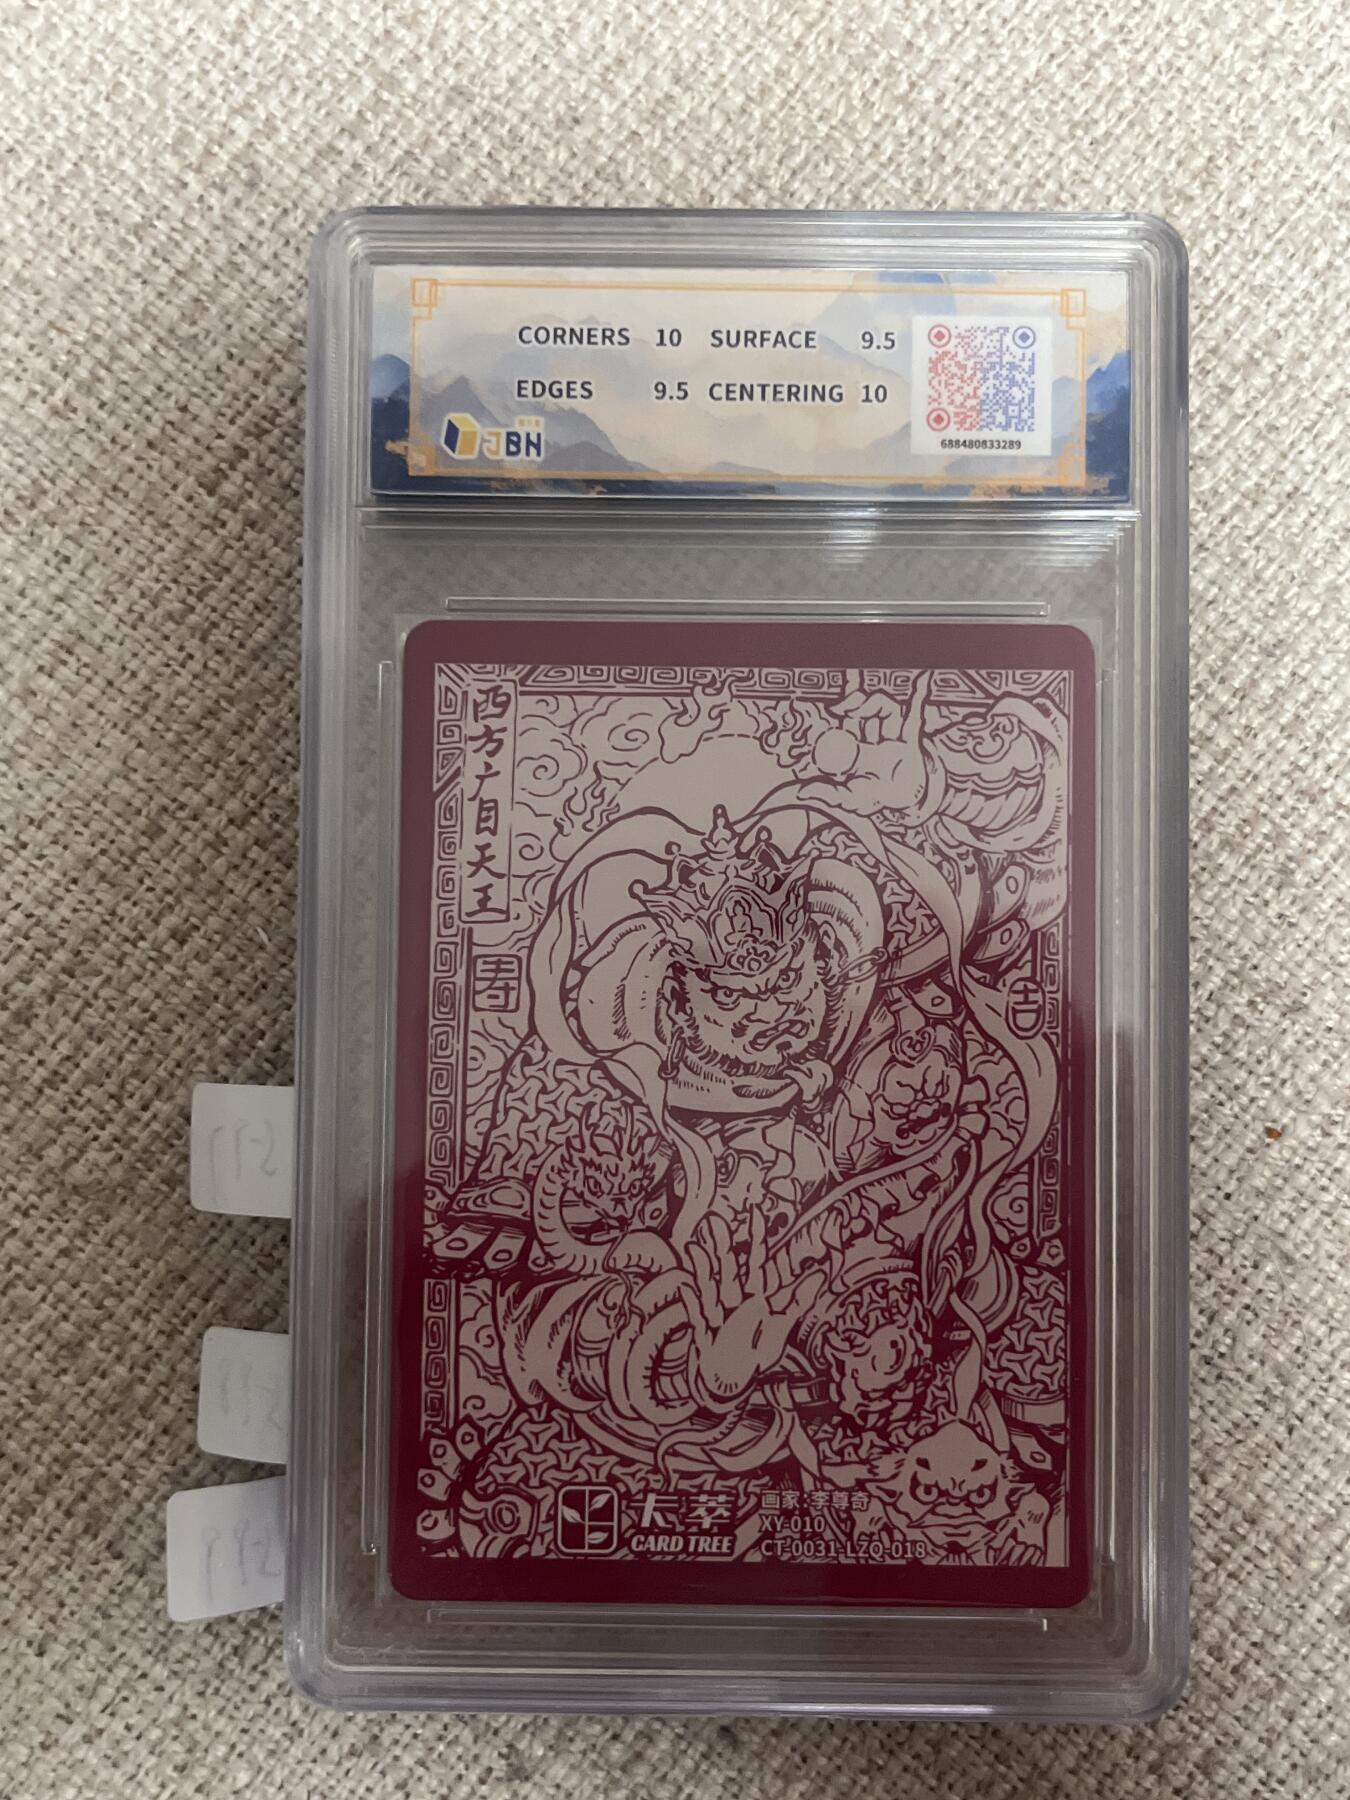 CORNERS 10 SURFACE 9.5
EDGES 9.5 CENTERING 10
JBN
688480833289
西方广目天王
寿
吉
卡萃
CARD TREE
画家:李尊奇
XY-010
CT-0031-LZQ-018